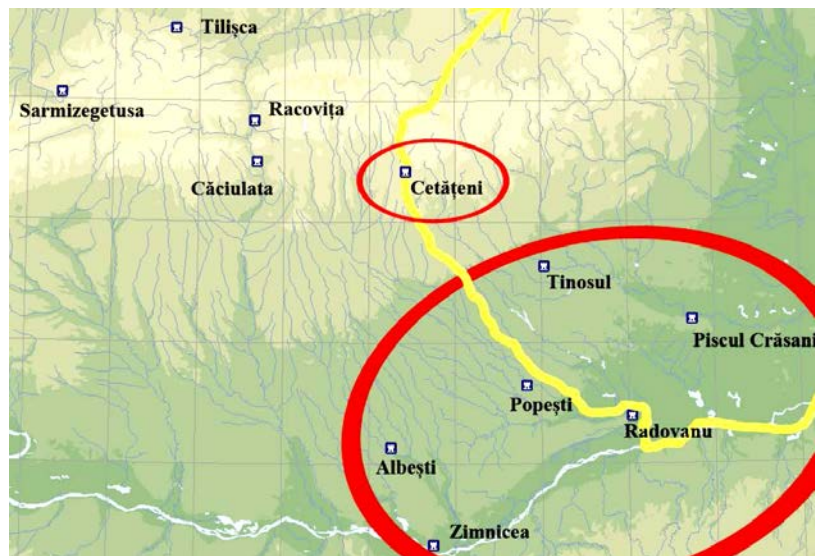 Tilișca
Sarmizegetusa
Racovița
Căciulata
Cetățeni
Tinosul
Piscul Crăsani
Popești
Radovanu
Albești
Zimnicea